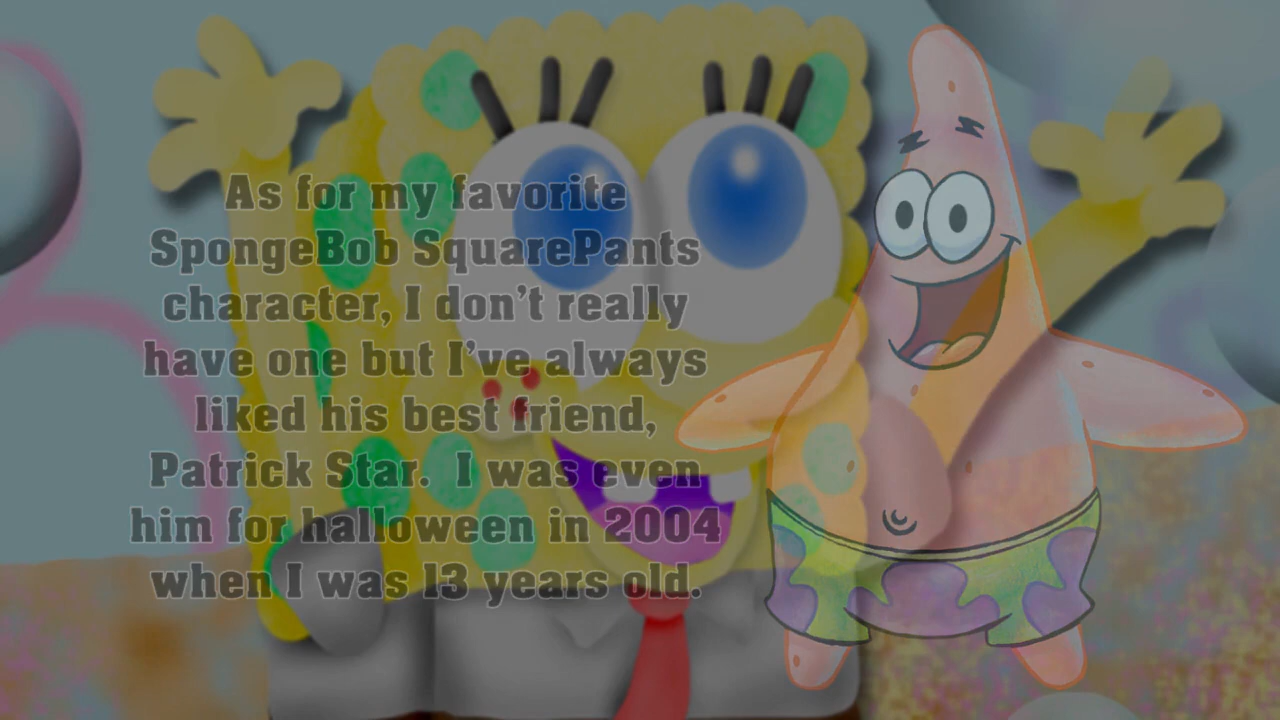 As for my favorite
SpongeBob SquarePants
character, I don't really
have one but I've always
liked his best friend,
Patrick Star.  I was even
him for halloween in 2004
when I was 13 years old.